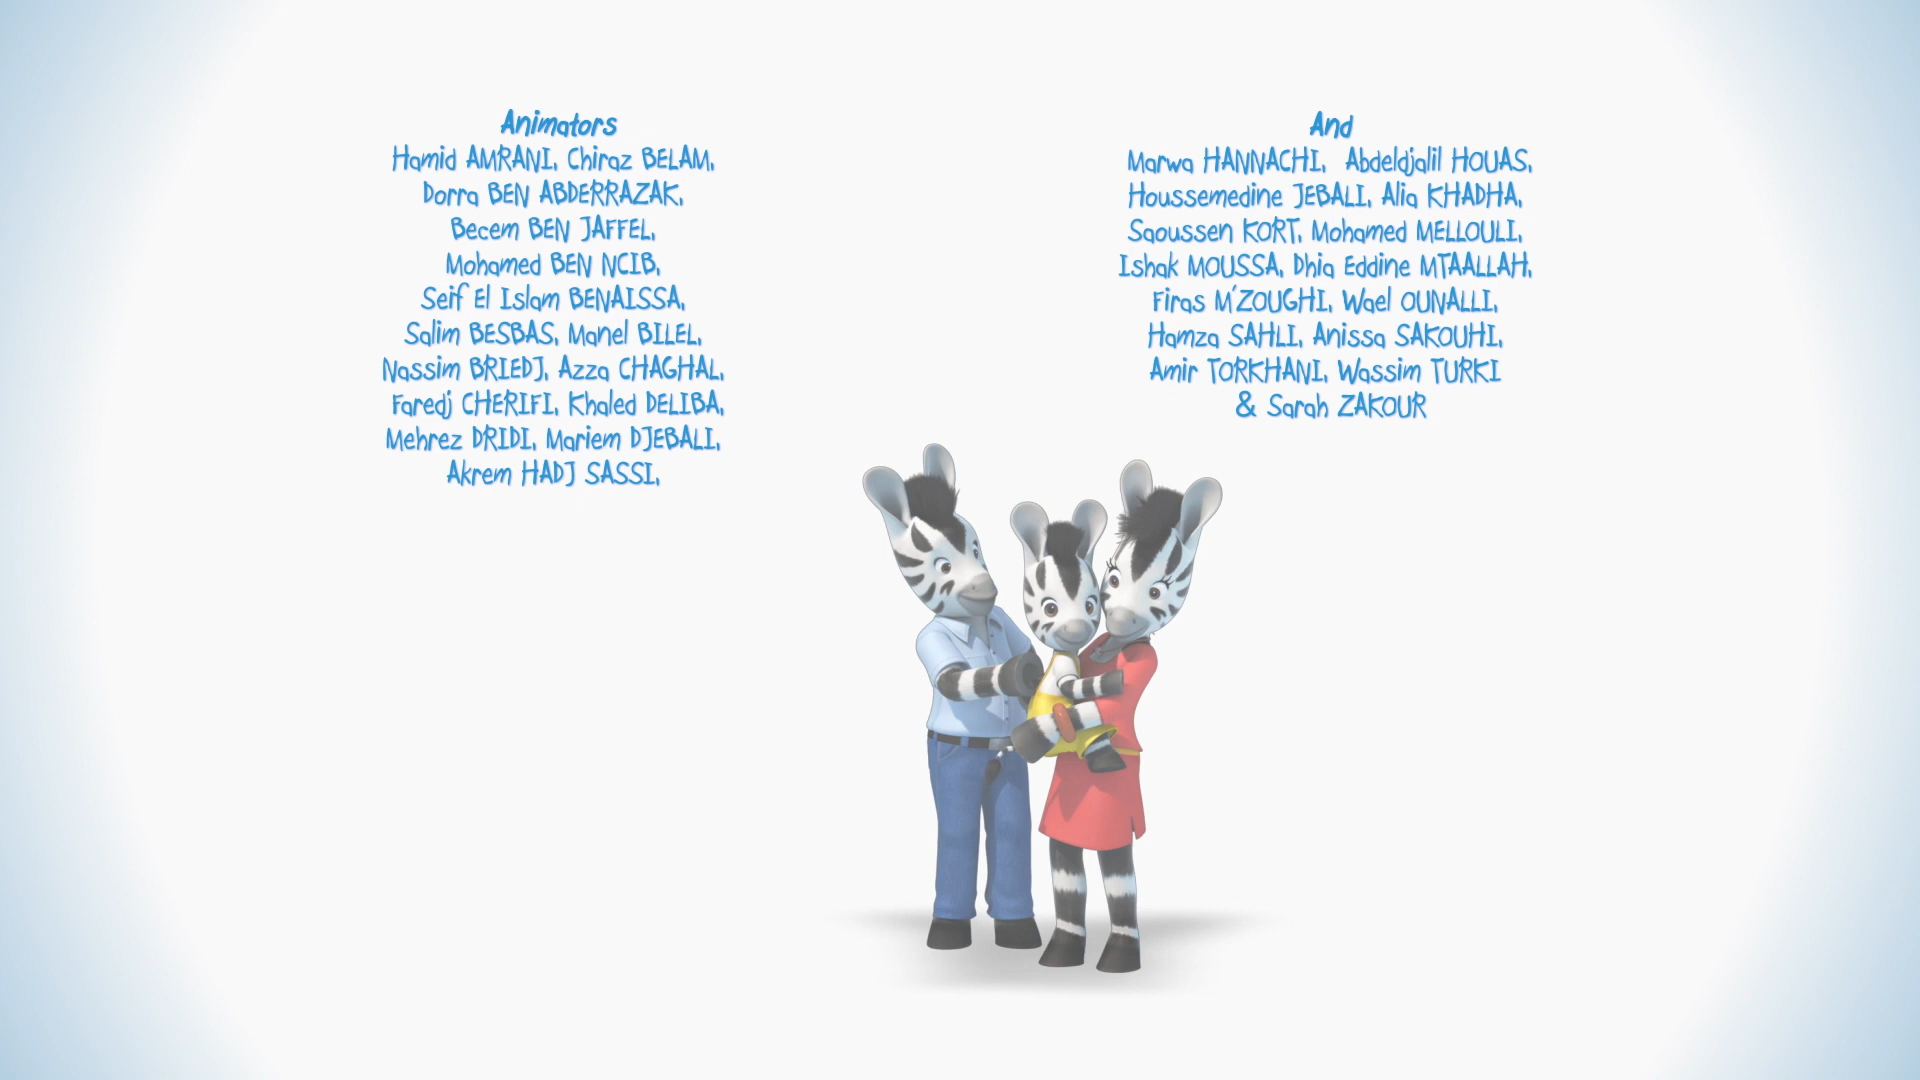 Animators
Hamid AMRANI, Chiraz BELAM,
Dorra BEN ABDERRAZAK,
Becem BEN JAFFEL,
Mohamed BEN NCIB,
Seif El Islam BENAISSA,
Salim BESBAS, Manel BILEL,
Nassim BRIEDJ, Azza CHAGHAL,
Faredj CHERIFI, Khaled DELIBA,
Mehrez DRIDI, Mariem DJEBALI,
Akrem HADJ SASSI,
And
Marwa HANNACHI, Abdeldjalil HOUAS,
Houssemedine JEBALI, Alia KHADHA,
Saoussen KORT, Mohamed MELLOULI,
Ishak MOUSSA, Dhia Eddine MTAALLAH,
Firas M'ZOUGHI, Wael OUNALLI,
Hamza SAHLI, Anissa SAKOUHI,
Amir TORKHANI, Wassim TURKI
& Sarah ZAKOUR